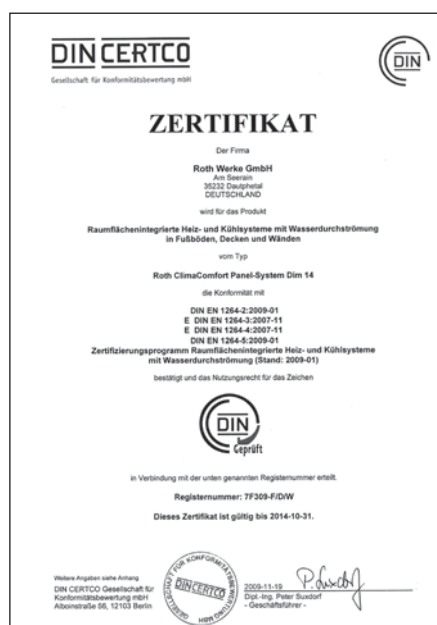 DIN CERTCO
Gesellschaft für Konformitätsbewertung mbH
DIN
ZERTIFIKAT
Der Firma
Roth Werke GmbH
Am Seerain
35232 Dautphetal
DEUTSCHLAND
wird für das Produkt
Raumflächenintegrierte Heiz- und Kühlsysteme mit Wasserdurchströmung
in Fußböden, Decken und Wänden
vom Typ
Roth ClimaComfort Panel-System Dim 14
die Konformität mit
DIN EN 1264-2:2009-01
E DIN EN 1264-3:2007-11
E DIN EN 1264-4:2007-11
DIN EN 1264-5:2009-01
Zertifizierungsprogramm Raumflächenintegrierte Heiz- und Kühlsysteme
mit Wasserdurchströmung (Stand: 2009-01)
bestätigt und das Nutzungsrecht für das Zeichen
DIN
Geprüft
in Verbindung mit der unten genannten Registernummer erteilt.
Registernummer: 7F309-F/D/W
Dieses Zertifikat ist gültig bis 2014-10-31.
Weitere Angaben siehe Anhang
DIN CERTCO Gesellschaft für
Konformitätsbewertung mbH
Alboinstraße 56, 12103 Berlin
GESELLSCHAFT FÜR KONFORMITÄTSBEWERTUNG MBH
DINCERTCO
2009-11-19
P. Suxdorf
Dipl.-Ing. Peter Suxdorf
- Geschäftsführer -